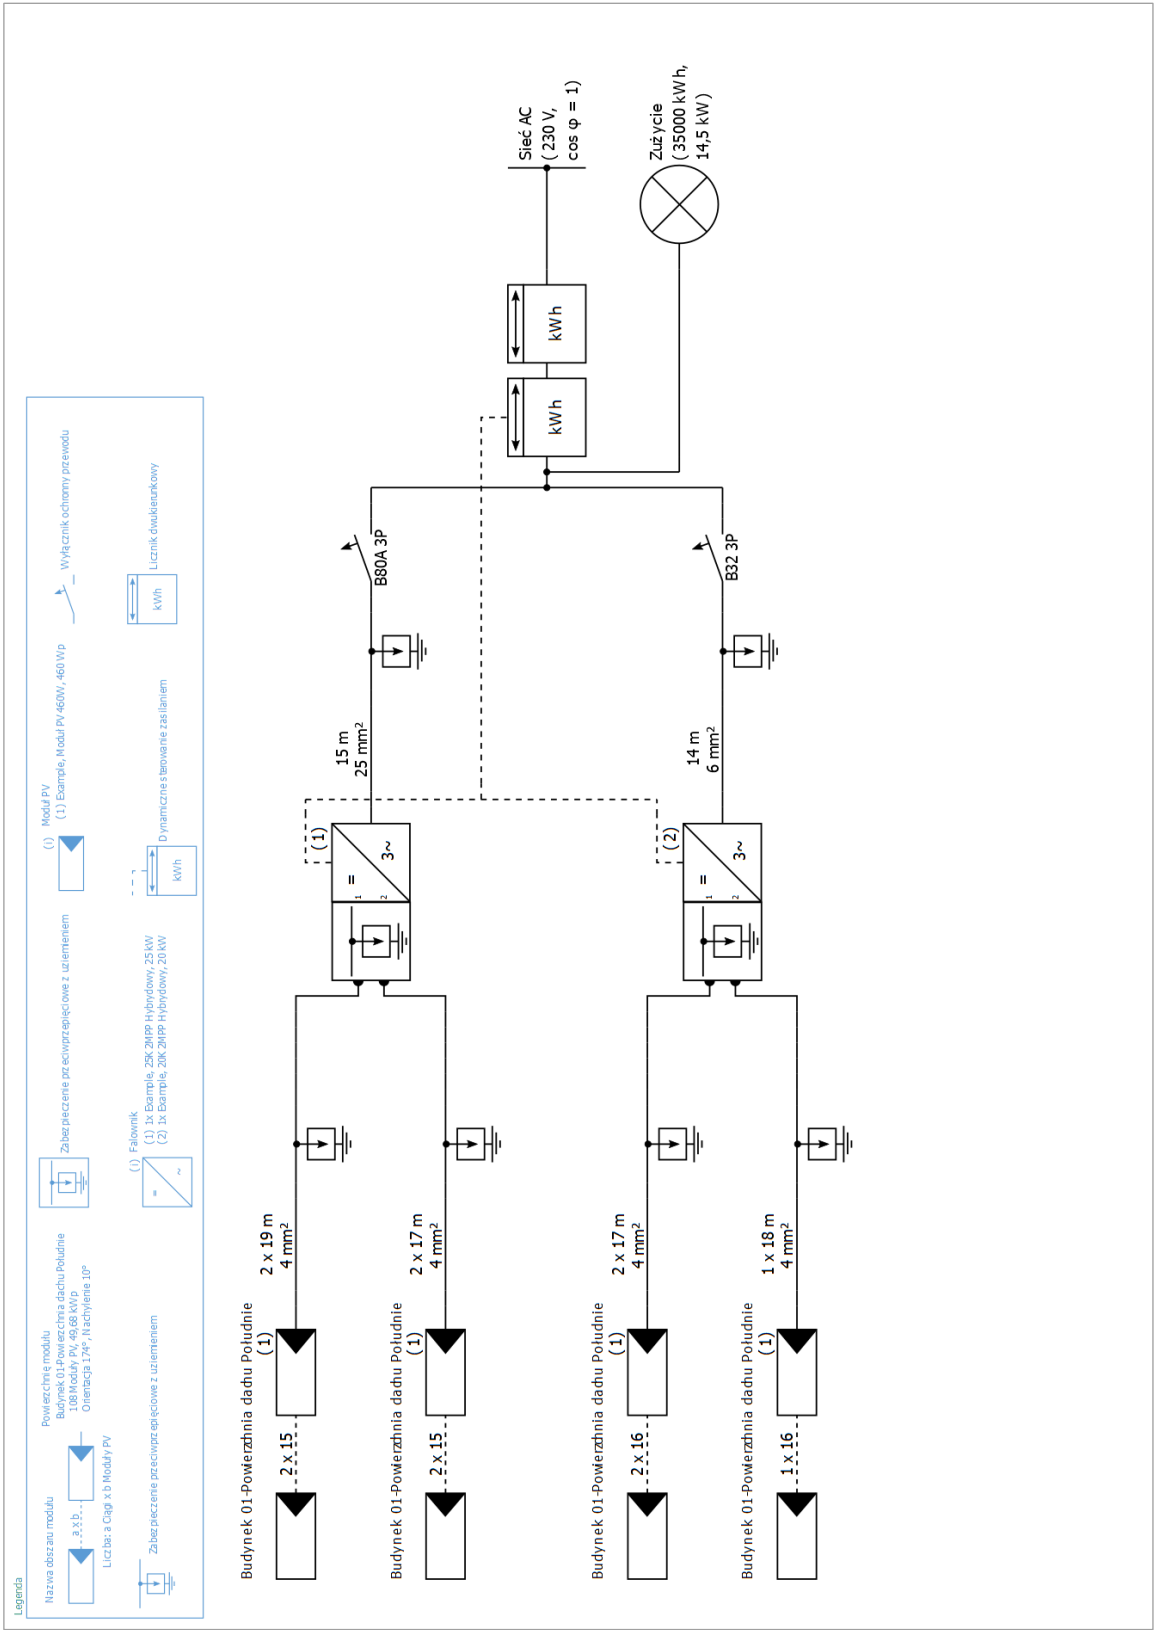 Legenda
Nazwa obszaru modułu
a x b
Liczba: a Ciągi x b Moduły PV
Powierzchnię modułu
Budynek 01-Powierzchnia dachu Południe
108 Moduły PV, 49,68 kWp
Orientacja 174°, Nachylenie 10°
Zabezpieczenie przeciwprzepięciowe z uziemieniem
(i) Moduł PV
(1) Example, Moduł PV 460W, 460 Wp
Wyłącznik ochronny przewodu
Zabezpieczenie przeciwprzepięciowe z uziemieniem
(i) Falownik
= ~
(1) 1x Example, 25K 2MPP Hybrydowy, 25 kW
(2) 1x Example, 20K 2MPP Hybrydowy, 20 kW
kWh
Dynamiczne sterowanie zasilaniem
kWh
Licznik dwukierunkowy
Budynek 01-Powierzchnia dachu Południe
(1)
2 x 15
2 x 19 m
4 mm²
Budynek 01-Powierzchnia dachu Południe
(1)
2 x 15
2 x 17 m
4 mm²
(1)
1 2
= 3~
15 m
25 mm²
B80A 3P
Budynek 01-Powierzchnia dachu Południe
(1)
2 x 16
2 x 17 m
4 mm²
Budynek 01-Powierzchnia dachu Południe
(1)
1 x 16
1 x 18 m
4 mm²
(2)
1 2
= 3~
14 m
6 mm²
B32 3P
kWh
kWh
Sieć AC
(230 V,
cos φ = 1)
Zużycie
(35000 kWh,
14,5 kW)